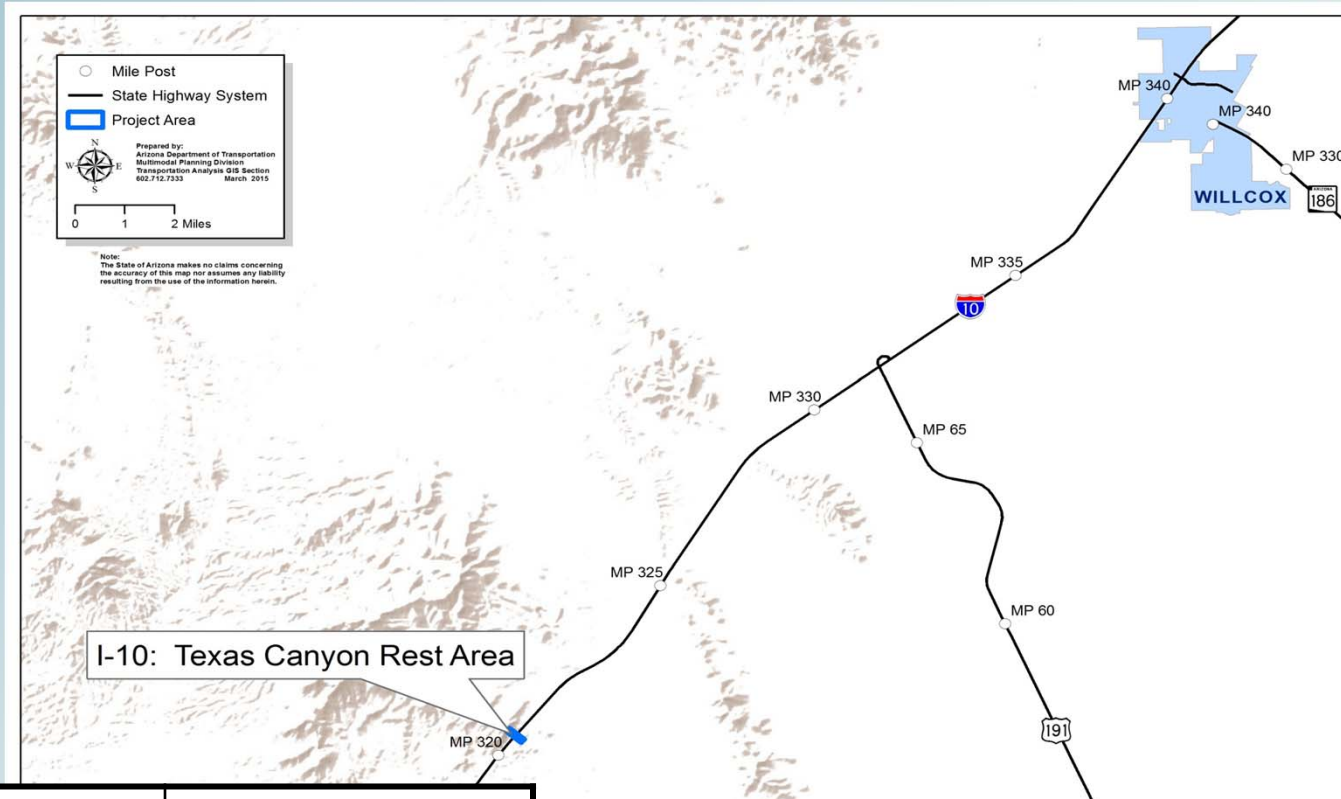 Mile Post
State Highway System
Project Area
N
W E
S
Prepared by:
Arizona Department of Transportation
Multimodal Planning Division
Transportation Analysis GIS Section
602.712.7333 March 2015
0 1 2 Miles
Note:
The State of Arizona makes no claims concerning
the accuracy of this map nor assumes any liability
resulting from the use of the information herein.
MP 340
MP 340
MP 330
WILLCOX
ARIZONA
186
MP 335
10
MP 330
MP 65
MP 325
MP 60
I-10: Texas Canyon Rest Area
191
MP 320